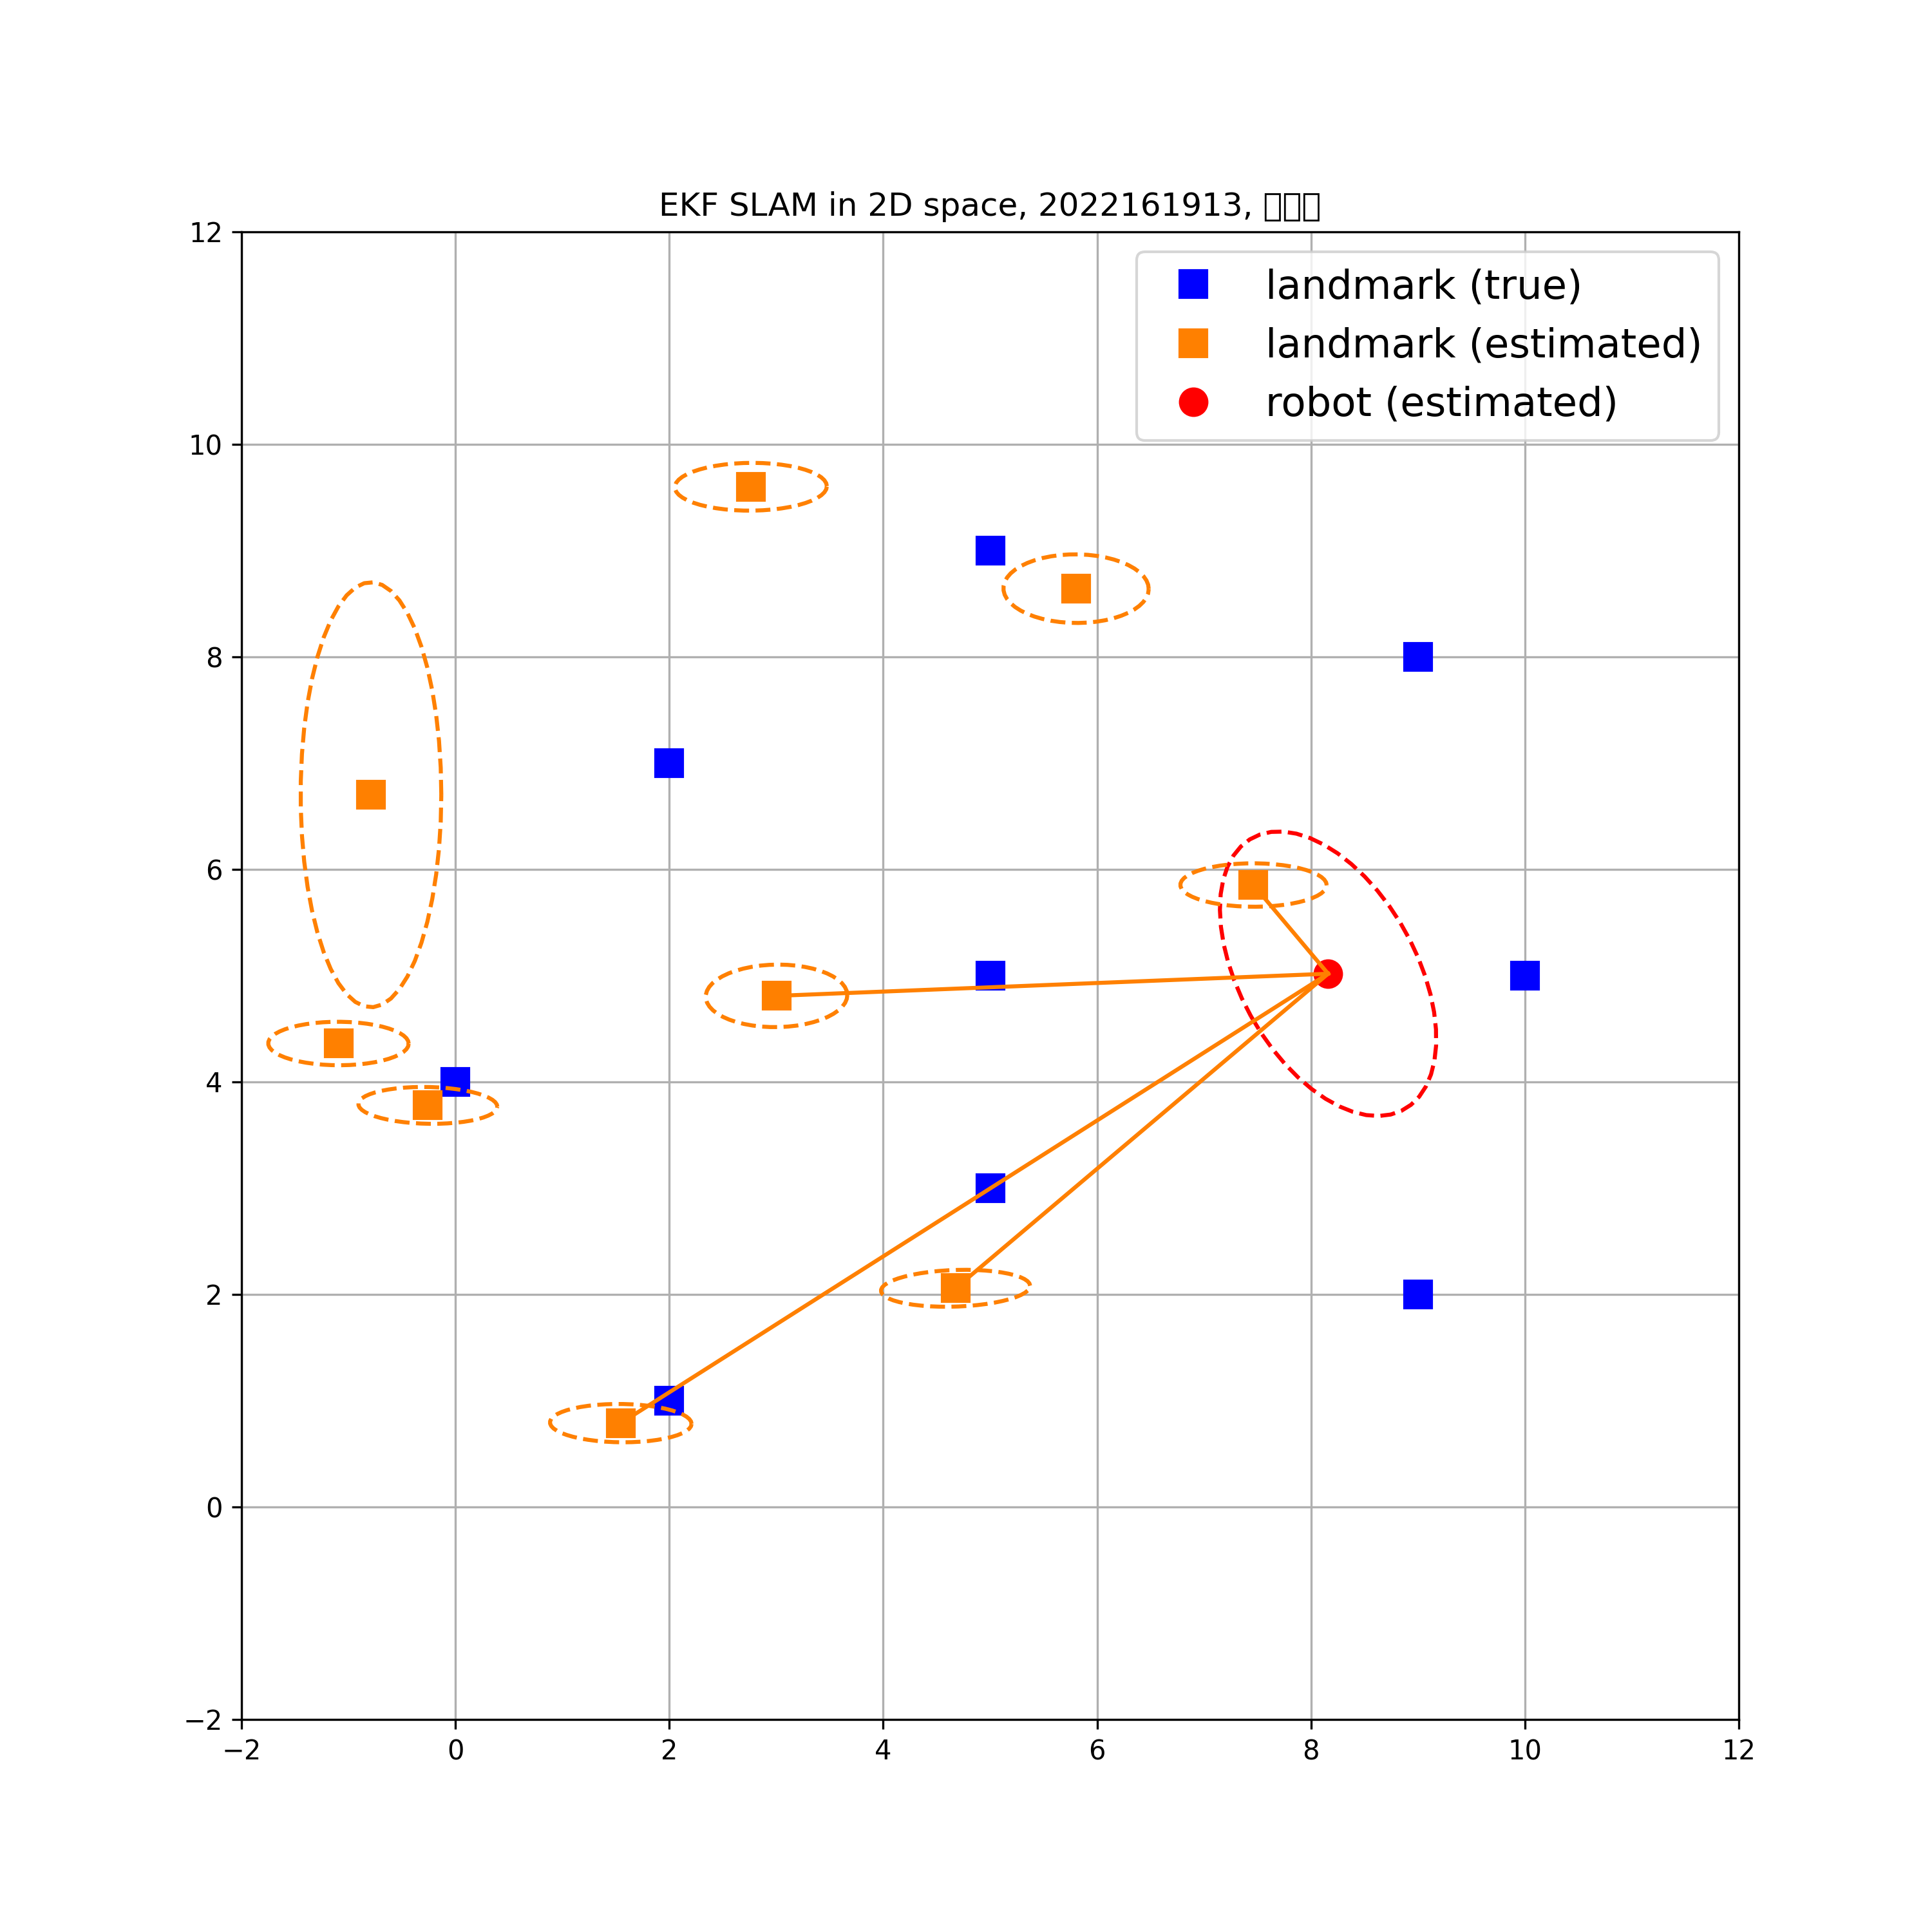 EKF SLAM in 2D space, 2022161913,
landmark (true)
landmark (estimated)
robot (estimated)
12
10
8
6
4
2
0
−2
−2 0 2 4 6 8 10 12